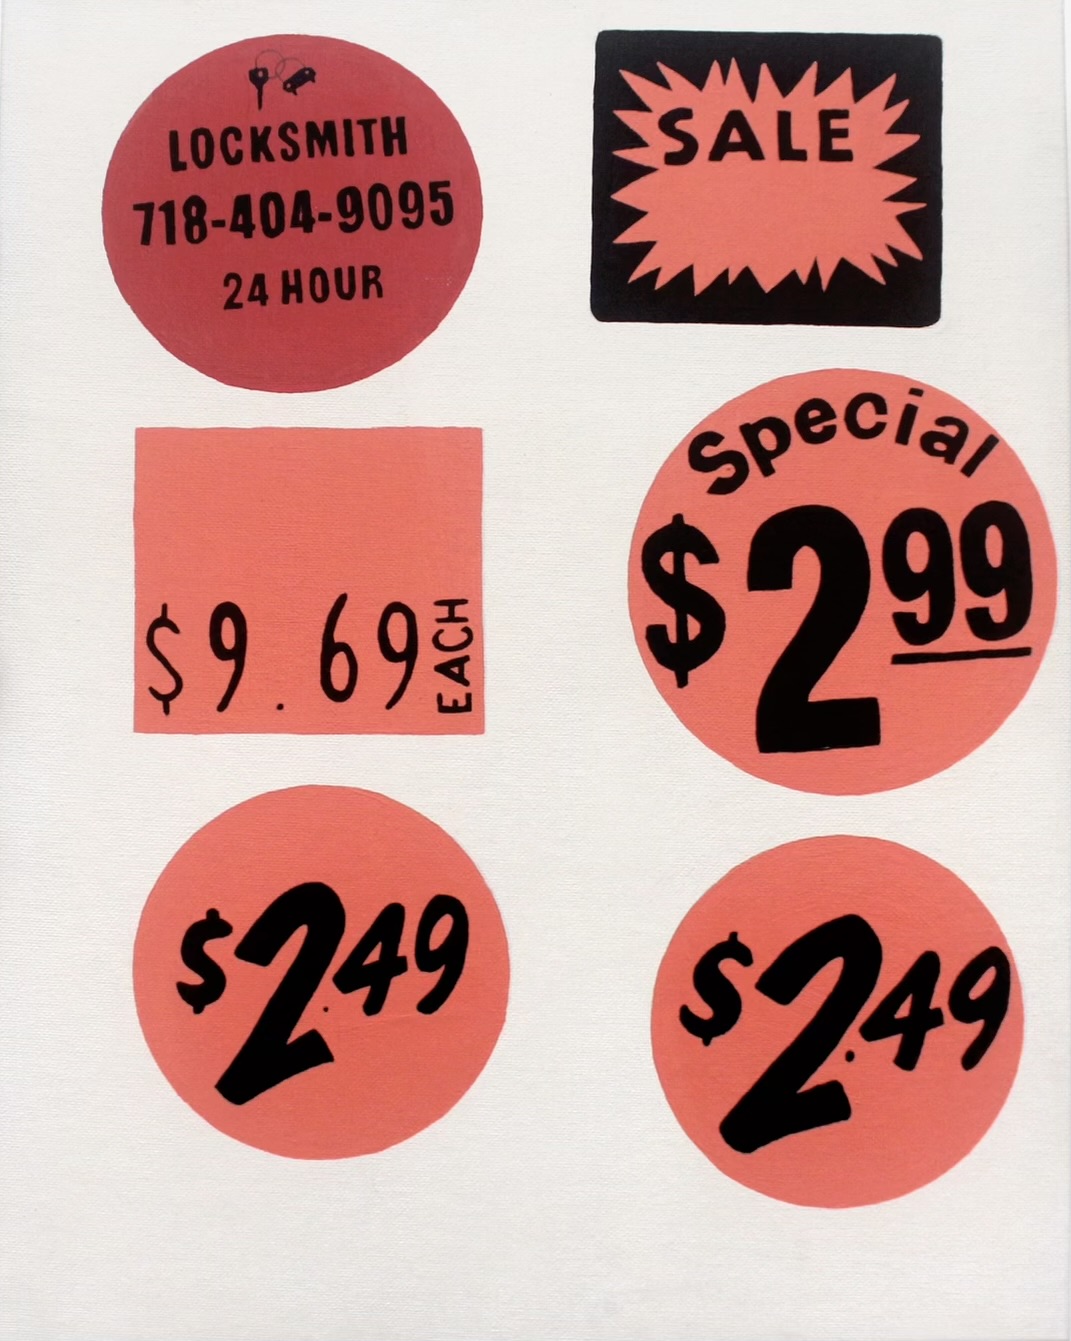 LOCKSMITH
718-404-9095
24 HOUR
SALE
$9.69 EACH
Special
$2.99
$2.49
$2.49